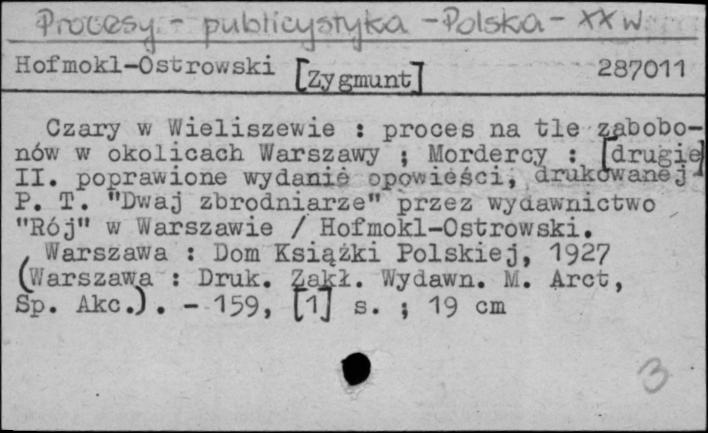 Procesy - publicystyka - Polska - XX w.
Hofmokl-Ostrowski [Zygmunt] 287011
Czary w Wieliszewie : proces na tle zabobo-
nów w okolicach Warszawy ; Mordercy : [drugie]
II. poprawione wydanie opowieści, drukowanej
P. T. "Dwaj zbrodniarze" przez wydawnictwo
"Rój" w Warszawie / Hofmokl-Ostrowski.
Warszawa : Dom Książki Polskiej, 1927
(Warszawa : Druk. Zakł. Wydawn. M. Arct,
Sp. Akc.). - 159, [1] s. ; 19 cm
3